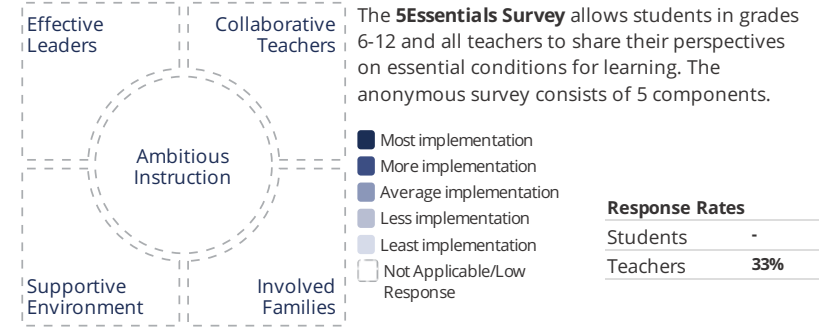 Effective
Leaders
Collaborative
Teachers
Ambitious
Instruction
Supportive
Environment
Involved
Families
The 5Essentials Survey allows students in grades
6-12 and all teachers to share their perspectives
on essential conditions for learning. The
anonymous survey consists of 5 components.
Most implementation
More implementation
Average implementation
Less implementation
Least implementation
Not Applicable/Low
Response
Response Rates
Students -
Teachers 33%